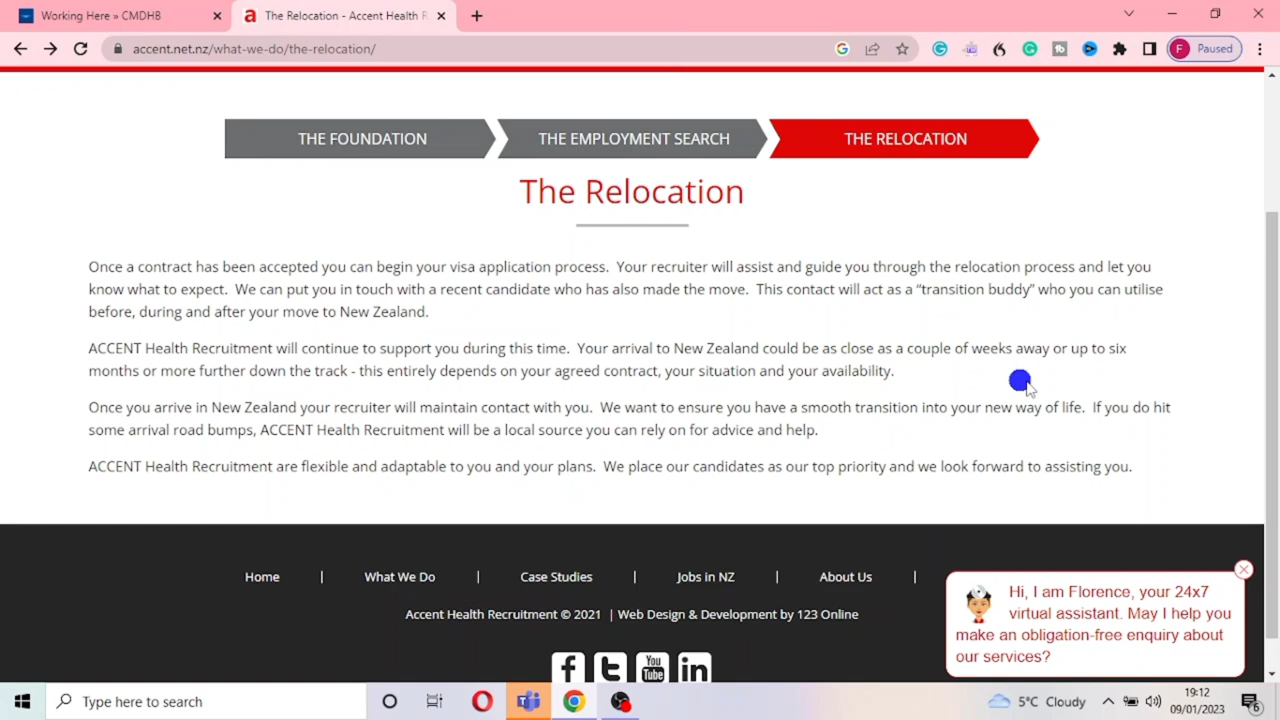 Working Here » CMDHB
The Relocation - Accent Health R
accent.net.nz/what-we-do/the-relocation/
Paused
THE FOUNDATION
THE EMPLOYMENT SEARCH
THE RELOCATION
The Relocation
Once a contract has been accepted you can begin your visa application process. Your recruiter will assist and guide you through the relocation process and let you
know what to expect. We can put you in touch with a recent candidate who has also made the move. This contact will act as a “transition buddy” who you can utilise
before, during and after your move to New Zealand.
ACCENT Health Recruitment will continue to support you during this time. Your arrival to New Zealand could be as close as a couple of weeks away or up to six
months or more further down the track - this entirely depends on your agreed contract, your situation and your availability.
Once you arrive in New Zealand your recruiter will maintain contact with you. We want to ensure you have a smooth transition into your new way of life. If you do hit
some arrival road bumps, ACCENT Health Recruitment will be a local source you can rely on for advice and help.
ACCENT Health Recruitment are flexible and adaptable to you and your plans. We place our candidates as our top priority and we look forward to assisting you.
Home | What We Do | Case Studies | Jobs in NZ | About Us |
Accent Health Recruitment © 2021 | Web Design & Development by 123 Online
Hi, I am Florence, your 24x7
virtual assistant. May I help you
make an obligation-free enquiry about
our services?
You
Tube
Type here to search
5°C Cloudy
19:12
09/01/2023
6